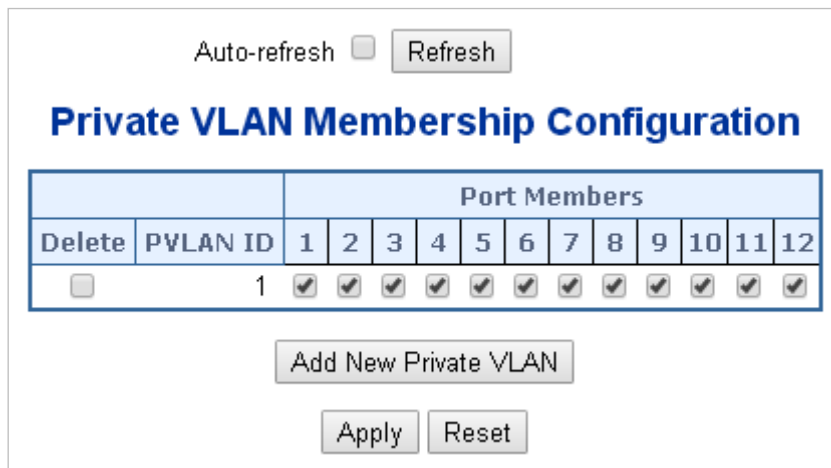 Auto-refresh Refresh
Private VLAN Membership Configuration
Port Members
Delete PVLAN ID 1 2 3 4 5 6 7 8 9 10 11 12
1
Add New Private VLAN
Apply Reset